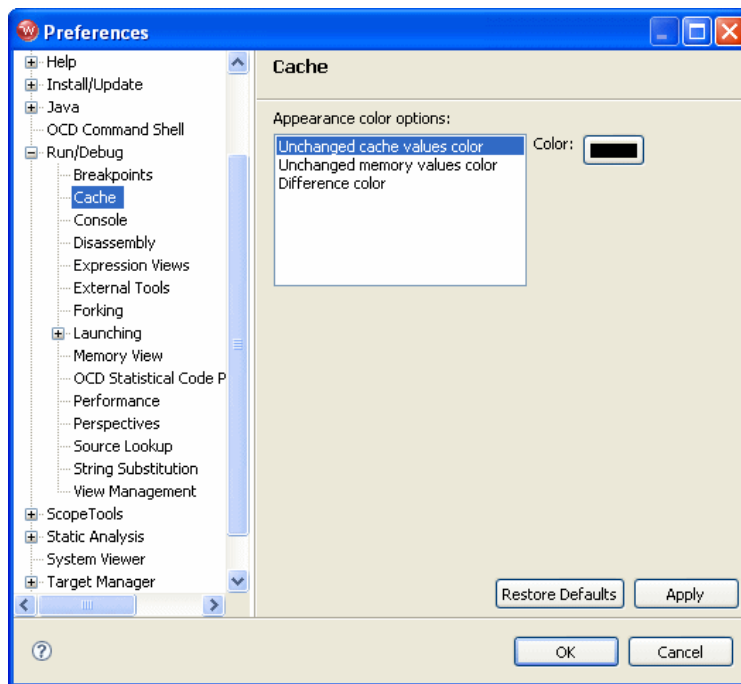 Preferences
Help
Install/Update
Java
OCD Command Shell
Run/Debug
Breakpoints
Cache
Console
Disassembly
Expression Views
External Tools
Forking
Launching
Memory View
OCD Statistical Code P
Performance
Perspectives
Source Lookup
String Substitution
View Management
ScopeTools
Static Analysis
System Viewer
Target Manager
Cache
Appearance color options:
Unchanged cache values color
Unchanged memory values color
Difference color
Color:
Restore Defaults
Apply
OK
Cancel